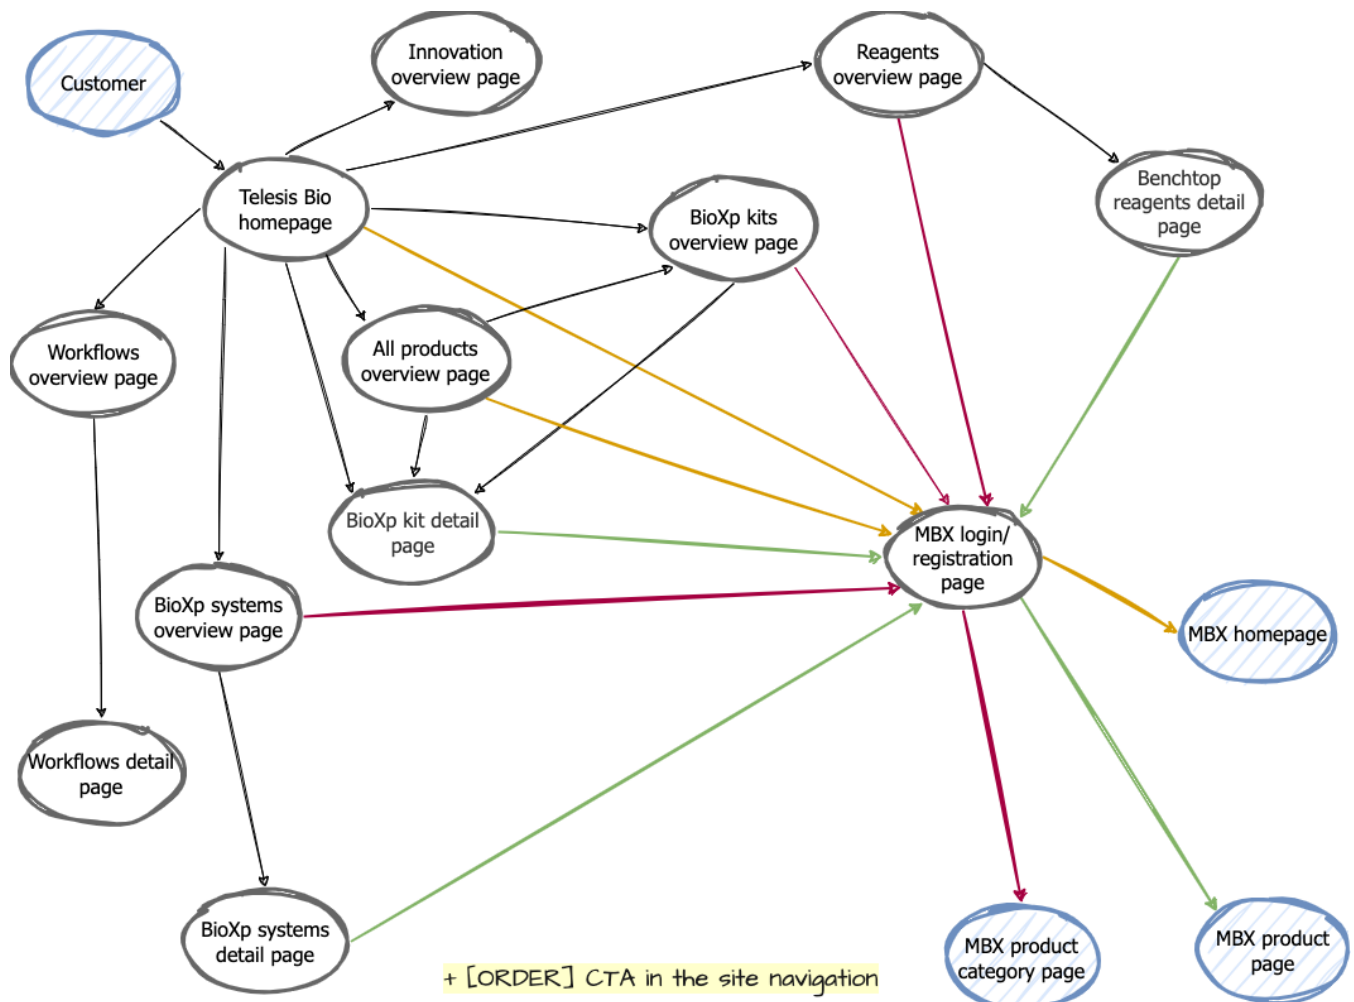 Innovation
overview page
Reagents
overview page
Customer
Benchtop
reagents detail
page
Telesis Bio
homepage
BioXp kits
overview page
Workflows
overview page
All products
overview page
BioXp kit detail
page
MBX login/
registration
page
BioXp systems
overview page
MBX homepage
Workflows detail
page
BioXp systems
detail page
MBX product
category page
MBX product
page
+ [ORDER] CTA in the site navigation